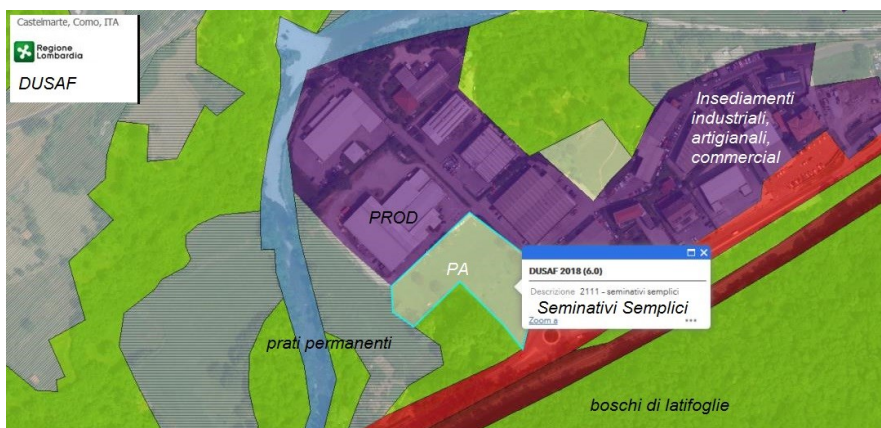 Castelmarte, Como, ITA
Regione
Lombardia
DUSAF
Insediamenti
industriali,
artigianali,
commercial
PROD
PA
DUSAF 2018 (6.0)
Descrizione 2111 - seminativi semplici
Seminativi Semplici
Zoom a
•••
prati permanenti
boschi di latifoglie